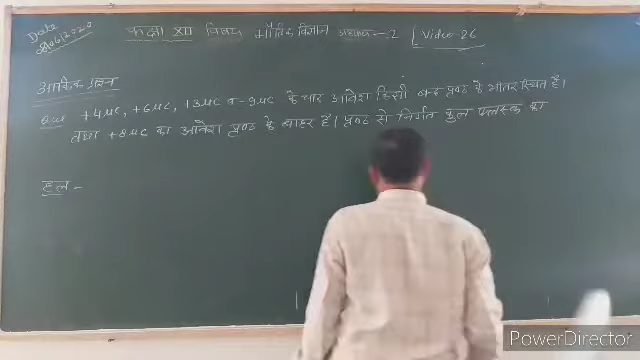 Date
कक्षा XII विषय भौतिक विज्ञान अध्याय-2 Video 26
आंकिक प्रश्न
+4μC, +6μC, 13μC व -9μC के चार आवेश किसी बन्द पृष्ठ के भीतर स्थित है।
तथा +8μC का आवेश पृष्ठ के बाहर है। पृष्ठ से निर्गत कुल फ्लक्स का
हल -
PowerDirector